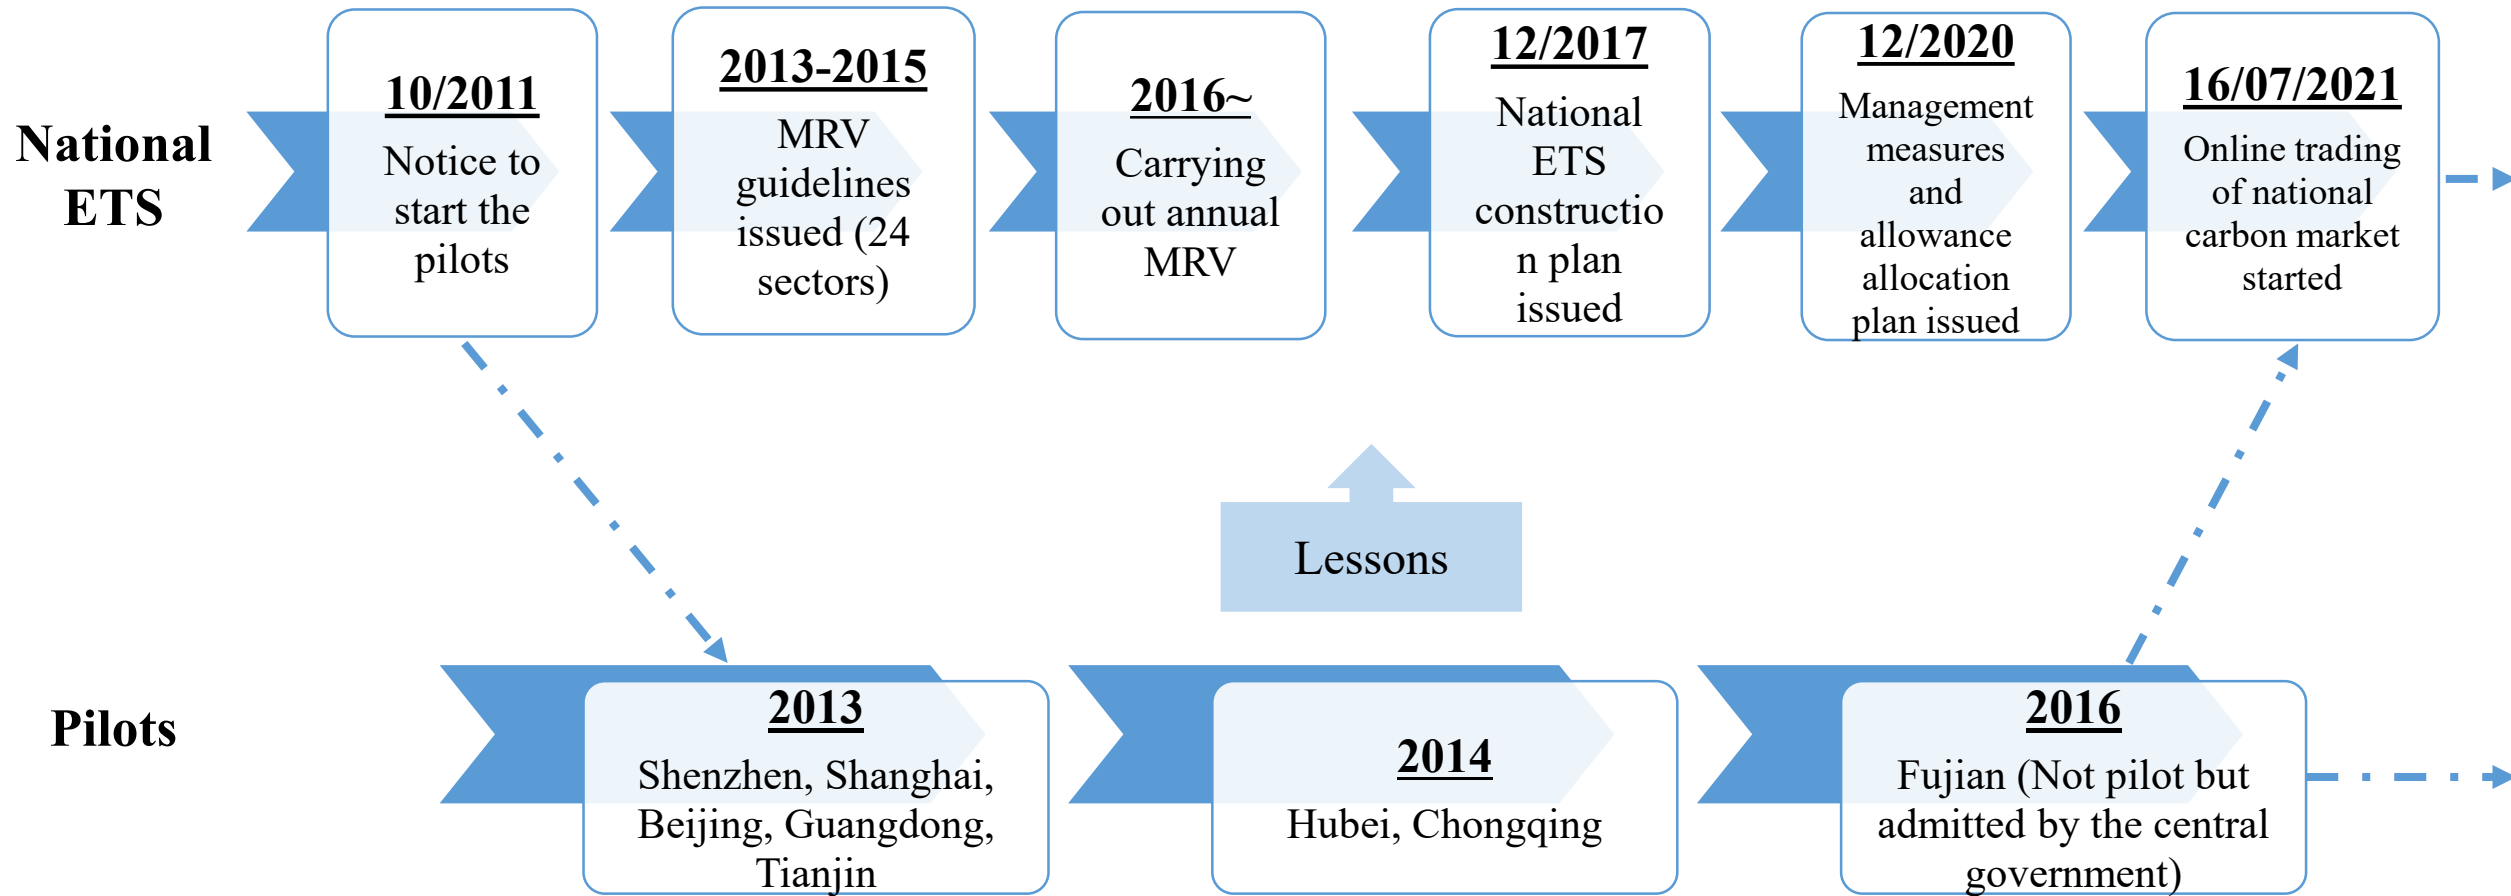 National
ETS
10/2011
Notice to
start the
pilots
2013-2015
MRV
guidelines
issued (24
sectors)
2016~
Carrying
out annual
MRV
12/2017
National
ETS
constructio
n plan
issued
12/2020
Management
measures
and
allowance
allocation
plan issued
16/07/2021
Online trading
of national
carbon market
started
Lessons
Pilots
2013
Shenzhen, Shanghai,
Beijing, Guangdong,
Tianjin
2014
Hubei, Chongqing
2016
Fujian (Not pilot but
admitted by the central
government)